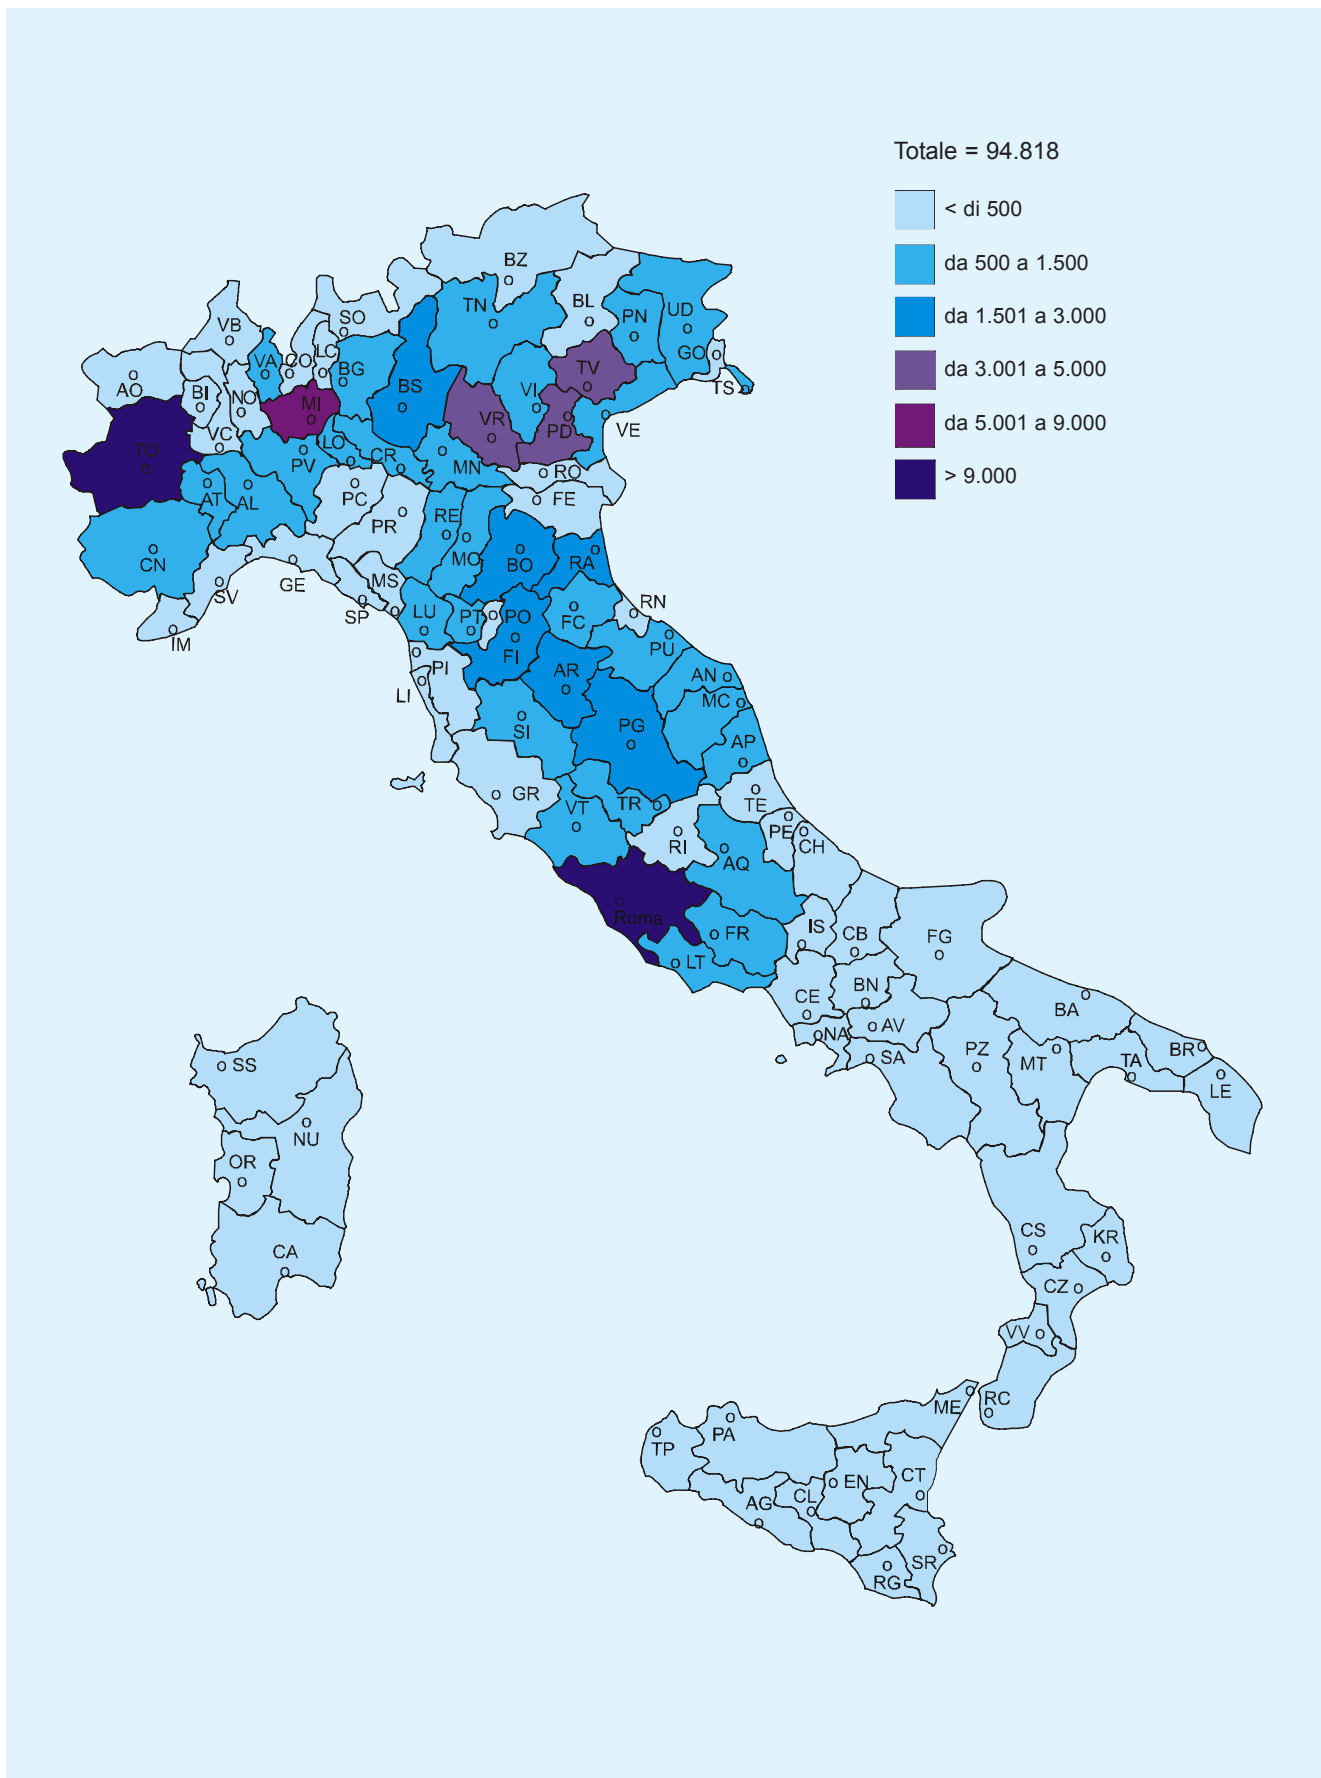 Totale = 94.818
< di 500
da 500 a 1.500
da 1.501 a 3.000
da 3.001 a 5.000
da 5.001 a 9.000
> 9.000
BZ
TN
BL
PN
UD
GO
TS
VB
SO
LC
CO
VA
BG
AO
BI
NO
MI
BS
VI
TV
VR
PD
VE
VC
TO
PV
LO
CR
MN
RO
AT
AL
PC
PR
RE
FE
CN
GE
MS
MO
BO
RA
SV
SP
LU
PT
PO
FC
RN
IM
PI
FI
PU
LI
AR
AN
MC
SI
PG
AP
GR
VT
TR
TE
RI
PE
CH
AQ
Roma
FR
IS
CB
FG
LT
CE
BN
BA
NA
AV
SA
PZ
MT
TA
BR
LE
SS
NU
OR
CA
CS
KR
CZ
VV
RC
ME
TP
PA
EN
CT
AG
CL
SR
RG